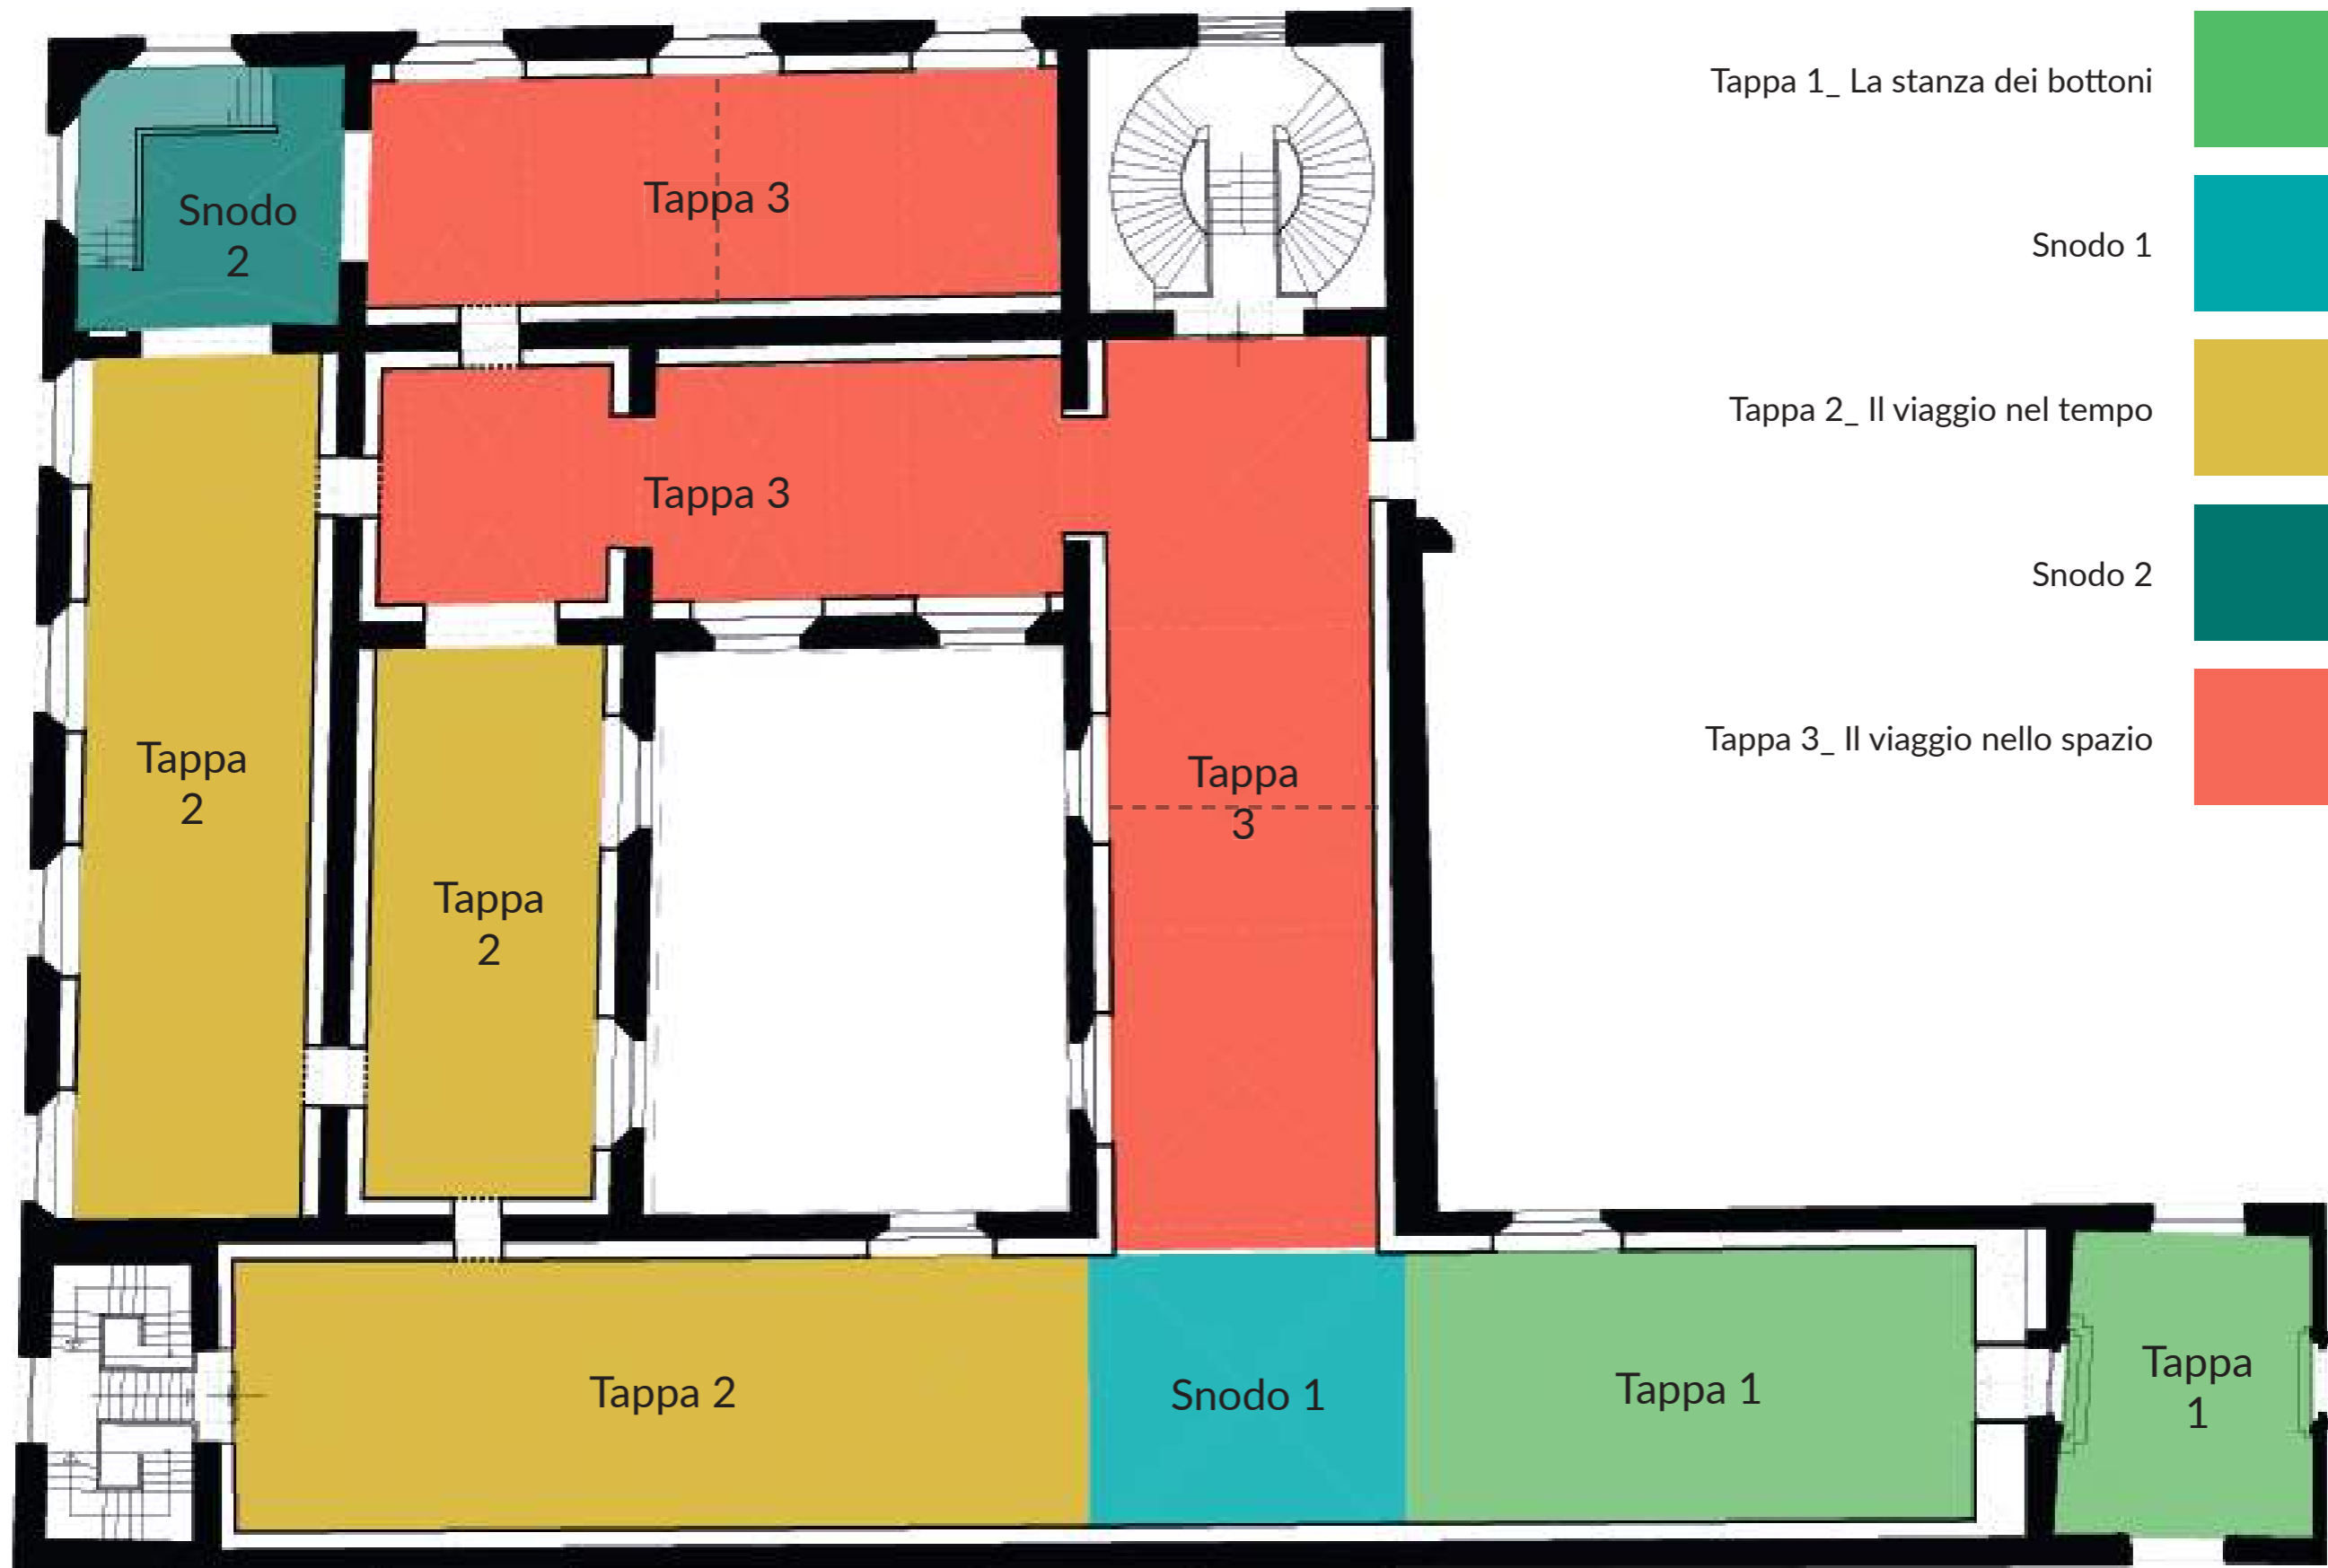 Tappa 1_ La stanza dei bottoni
Snodo 1
Tappa 2_ Il viaggio nel tempo
Snodo 2
Tappa 3_ Il viaggio nello spazio
Snodo
2
Tappa 3
Tappa 3
Tappa
2
Tappa
2
Tappa
3
Tappa 2
Snodo 1
Tappa 1
Tappa
1